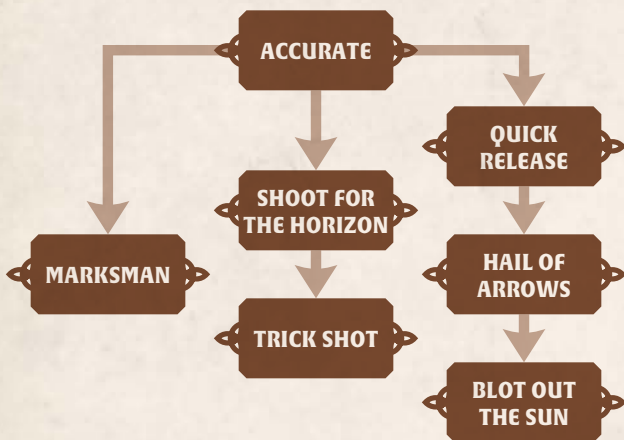 ACCURATE
QUICK
RELEASE
SHOOT FOR
THE HORIZON
MARKSMAN
HAIL OF
ARROWS
TRICK SHOT
BLOT OUT
THE SUN